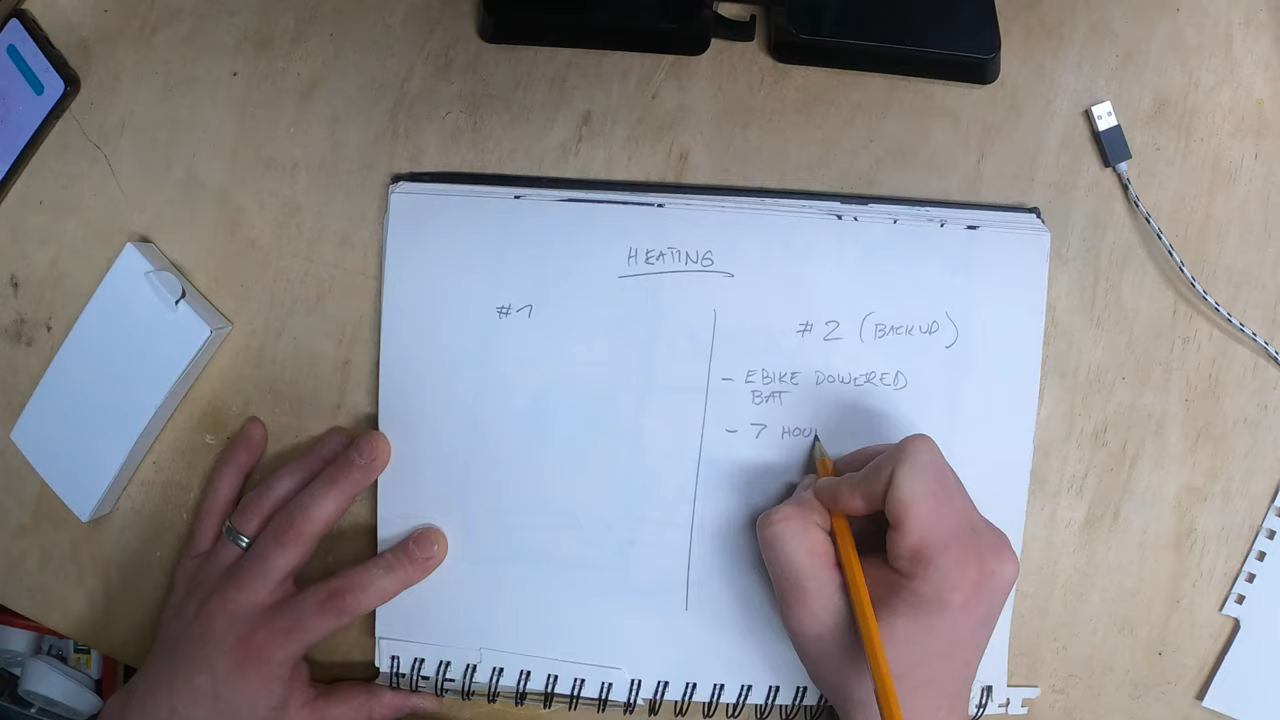 HEATING
#1
#2 (BACKUP)
- EBIKE POWERED
BAT
- 7 HOU